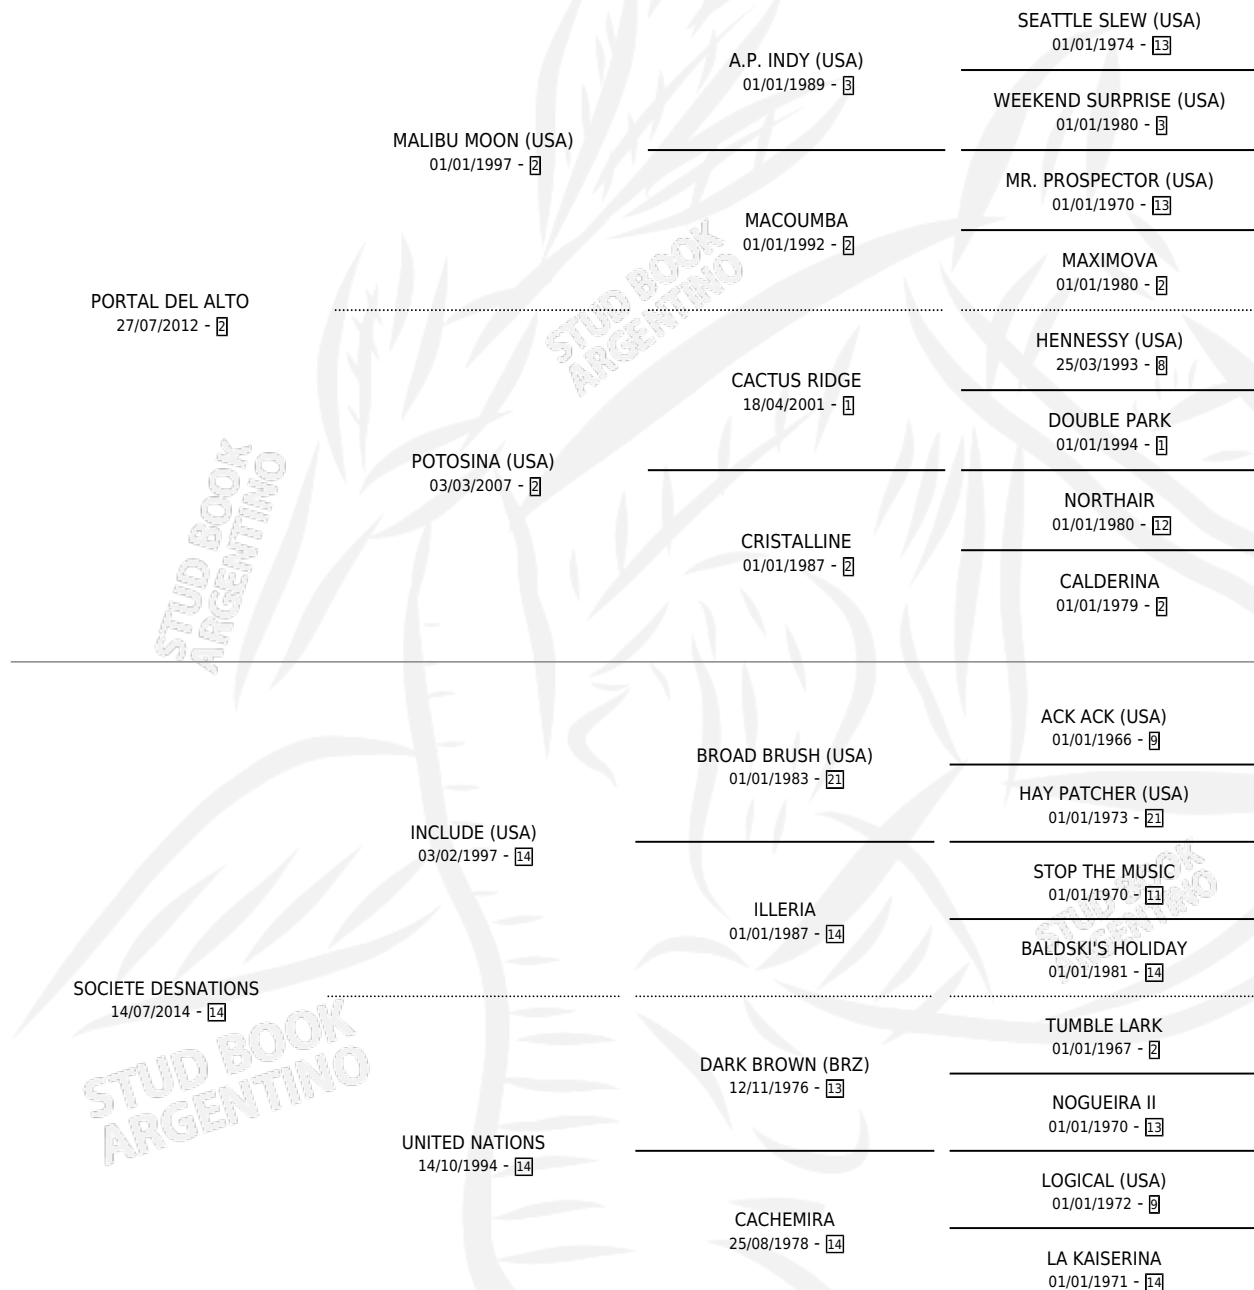 SEATTLE SLEW (USA)
01/01/1974 - 13
A.P. INDY (USA)
01/01/1989 - 3
WEEKEND SURPRISE (USA)
01/01/1980 - 3
MALIBU MOON (USA)
01/01/1997 - 2
MR. PROSPECTOR (USA)
01/01/1970 - 13
MACOUMBA
01/01/1992 - 2
MAXIMOVA
01/01/1980 - 2
PORTAL DEL ALTO
27/07/2012 - 2
STUD BOOK
ARGENTINO
HENNESSY (USA)
25/03/1993 - 8
CACTUS RIDGE
18/04/2001 - 1
DOUBLE PARK
01/01/1994 - 1
POTOSINA (USA)
03/03/2007 - 2
NORTHAIR
01/01/1980 - 12
CRISTALLINE
01/01/1987 - 2
CALDERINA
01/01/1979 - 2
STUD BOOK
ARGENTINO
ACK ACK (USA)
01/01/1966 - 9
BROAD BRUSH (USA)
01/01/1983 - 21
HAY PATCHER (USA)
01/01/1973 - 21
INCLUDE (USA)
03/02/1997 - 14
STOP THE MUSIC
01/01/1970 - 11
ILLERIA
01/01/1987 - 14
STUD BOOK
ARGENTINO
BALDSKI'S HOLIDAY
01/01/1981 - 14
SOCIETE DESNATIONS
14/07/2014 - 14
STUD BOOK
ARGENTINO
TUMBLE LARK
01/01/1967 - 2
DARK BROWN (BRZ)
12/11/1976 - 13
NOGUEIRA II
01/01/1970 - 13
UNITED NATIONS
14/10/1994 - 14
LOGICAL (USA)
01/01/1972 - 9
CACHEMIRA
25/08/1978 - 14
LA KAISERINA
01/01/1971 - 14